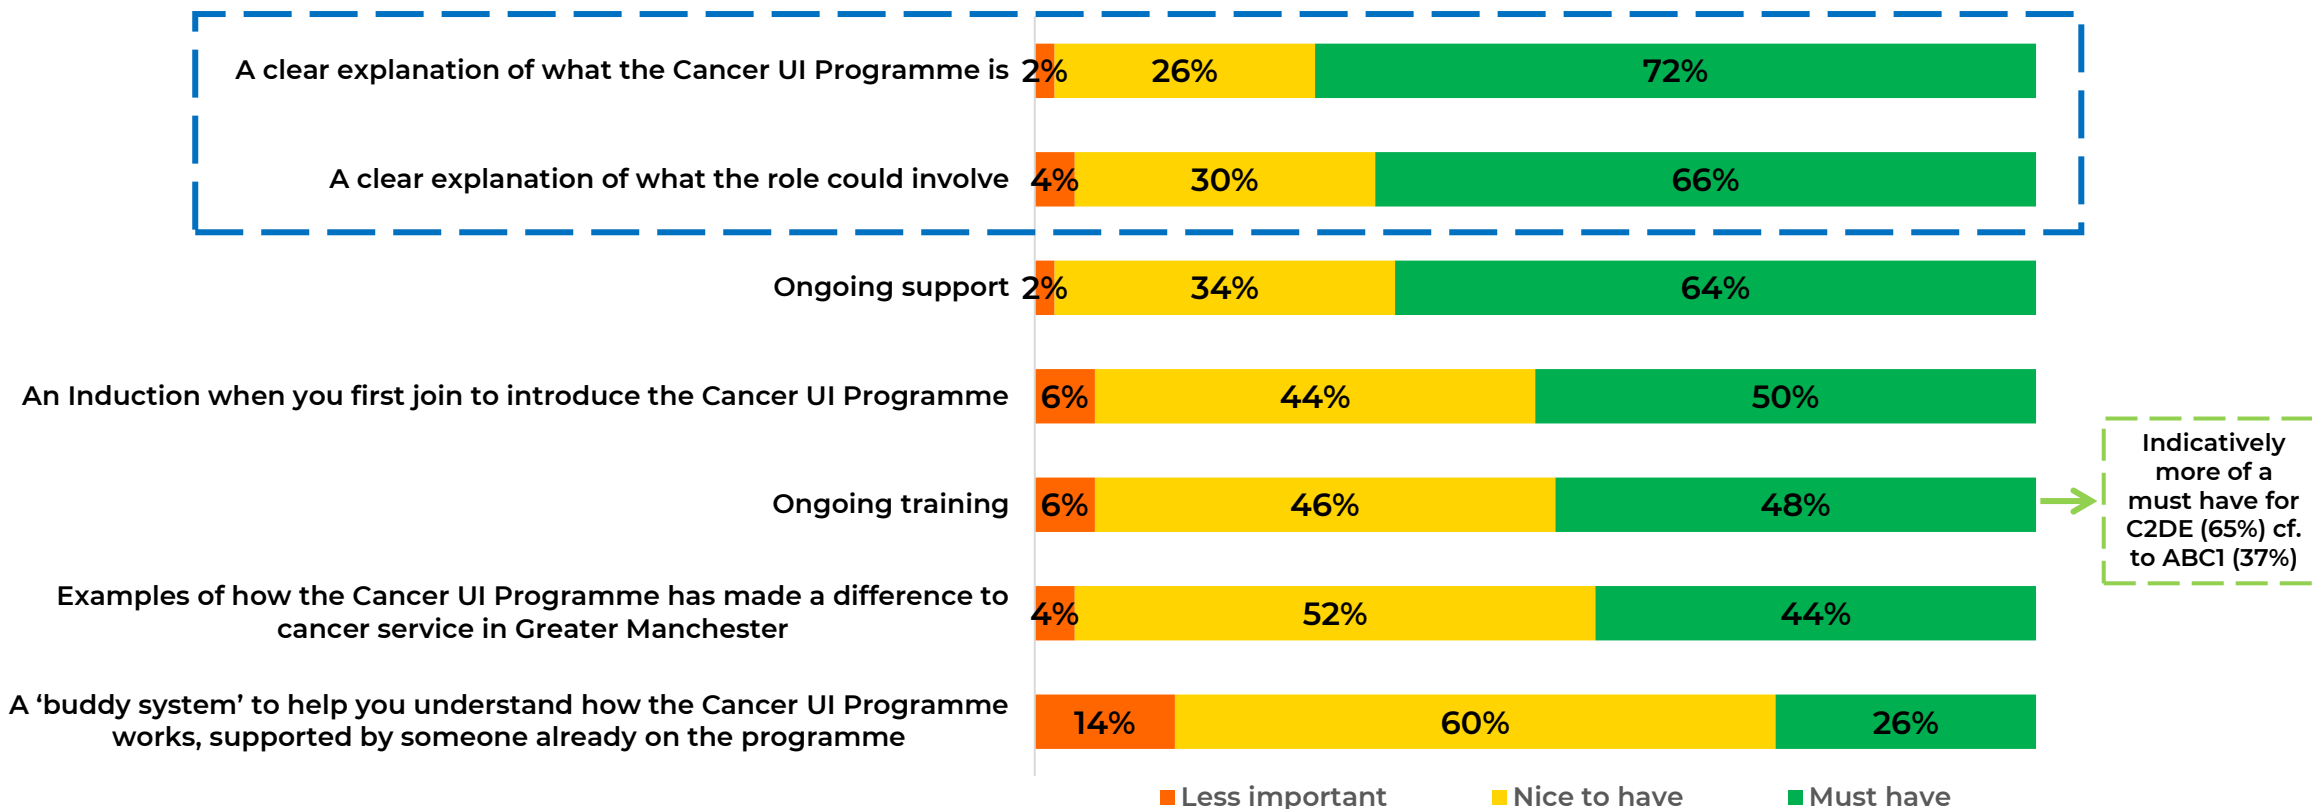 A clear explanation of what the Cancer UI Programme is 2% 26% 72%
A clear explanation of what the role could involve 4% 30% 66%
Ongoing support 2% 34% 64%
An Induction when you first join to introduce the Cancer UI Programme 6% 44% 50%
Ongoing training 6% 46% 48%
Indicatively
more of a
must have for
C2DE (65%) cf.
to ABC1 (37%)
Examples of how the Cancer UI Programme has made a difference to
cancer service in Greater Manchester
4% 52% 44%
A ‘buddy system’ to help you understand how the Cancer UI Programme
works, supported by someone already on the programme
14% 60% 26%
Less important Nice to have Must have